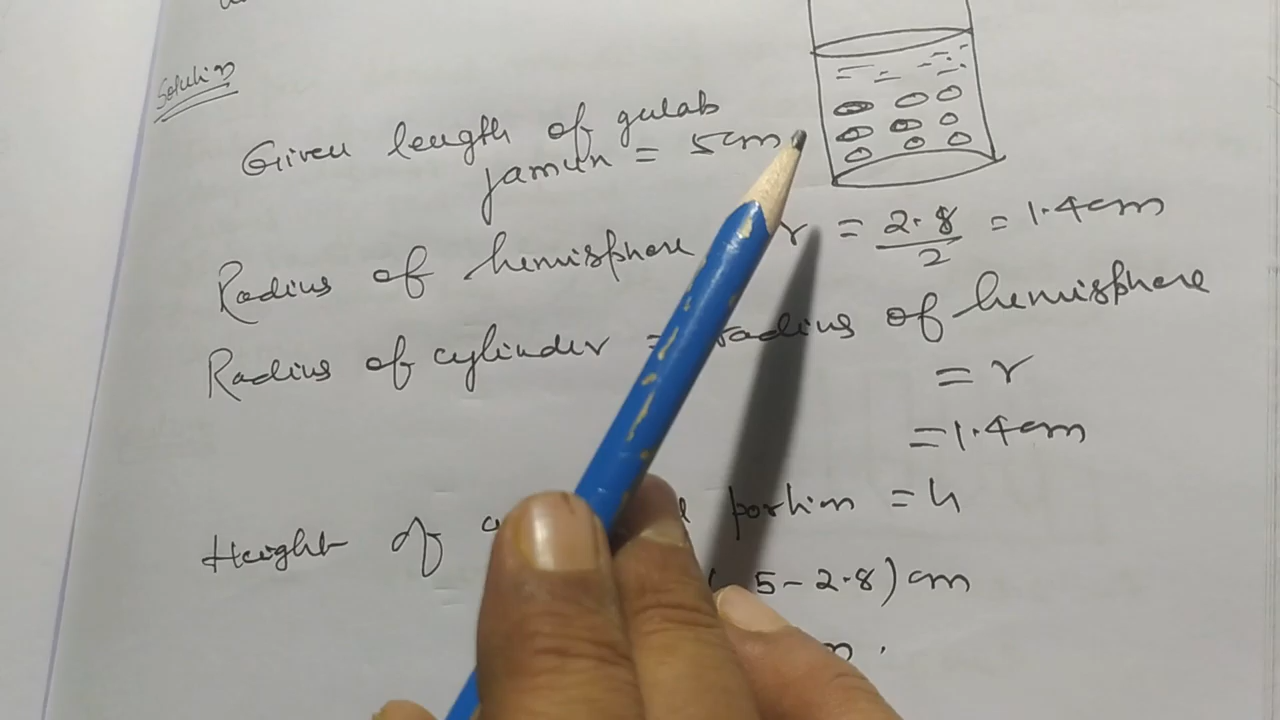 Solution
Given length of gulab
jamun = 5cm
Radius of hemisphere r = 2.8/2 = 1.4cm
Radius of cylinder = radius of hemisphere
= r
= 1.4cm
Height of portion = h
5 - 2.8) cm